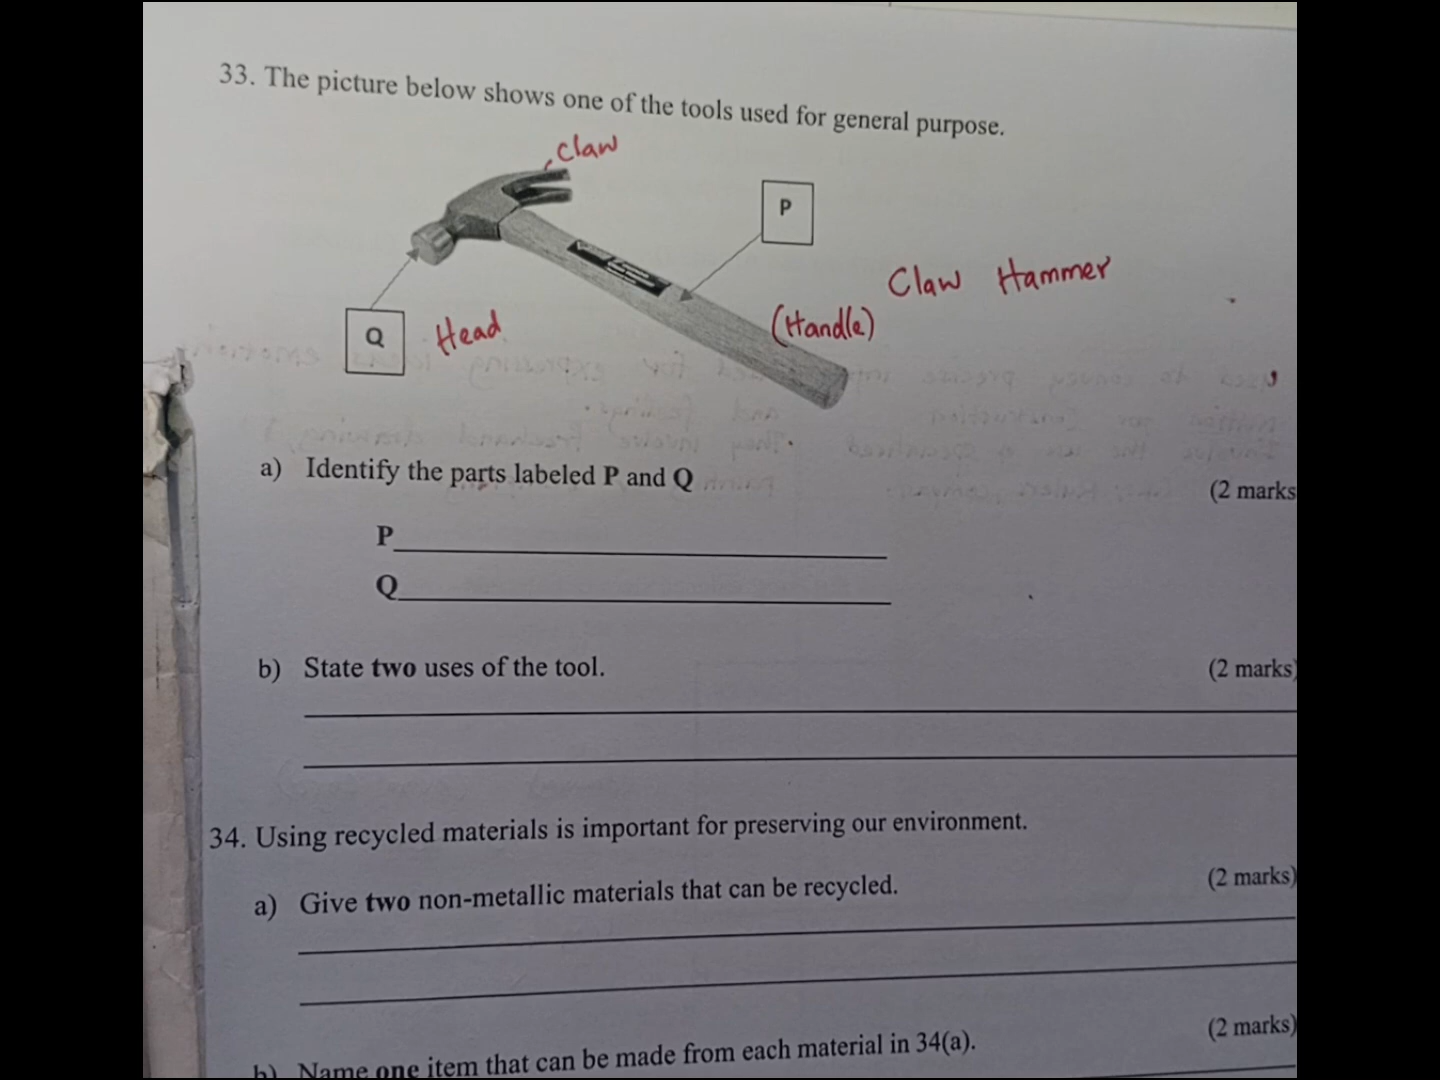 33. The picture below shows one of the tools used for general purpose.
Claw
P
Claw Hammer
(Handle)
Q
Head
a) Identify the parts labeled P and Q
(2 marks
P
Q
b) State two uses of the tool.
(2 marks)
34. Using recycled materials is important for preserving our environment.
a) Give two non-metallic materials that can be recycled.
(2 marks)
b) Name one item that can be made from each material in 34(a).
(2 marks)